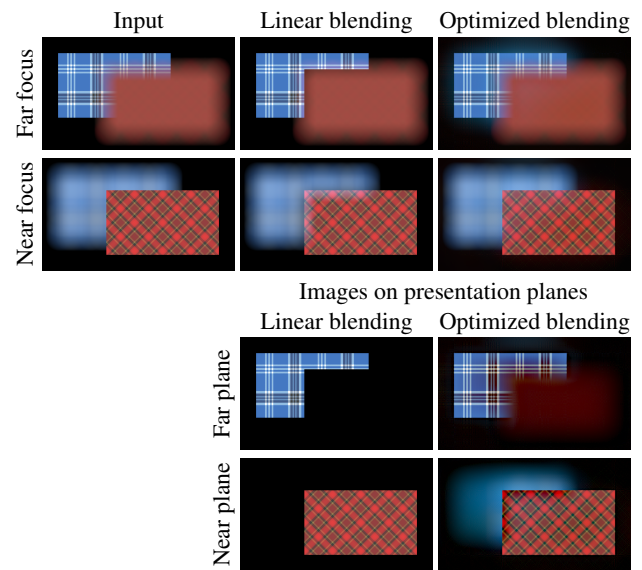 Input Linear blending Optimized blending
Far focus
Near focus
Images on presentation planes
Linear blending Optimized blending
Far plane
Near plane